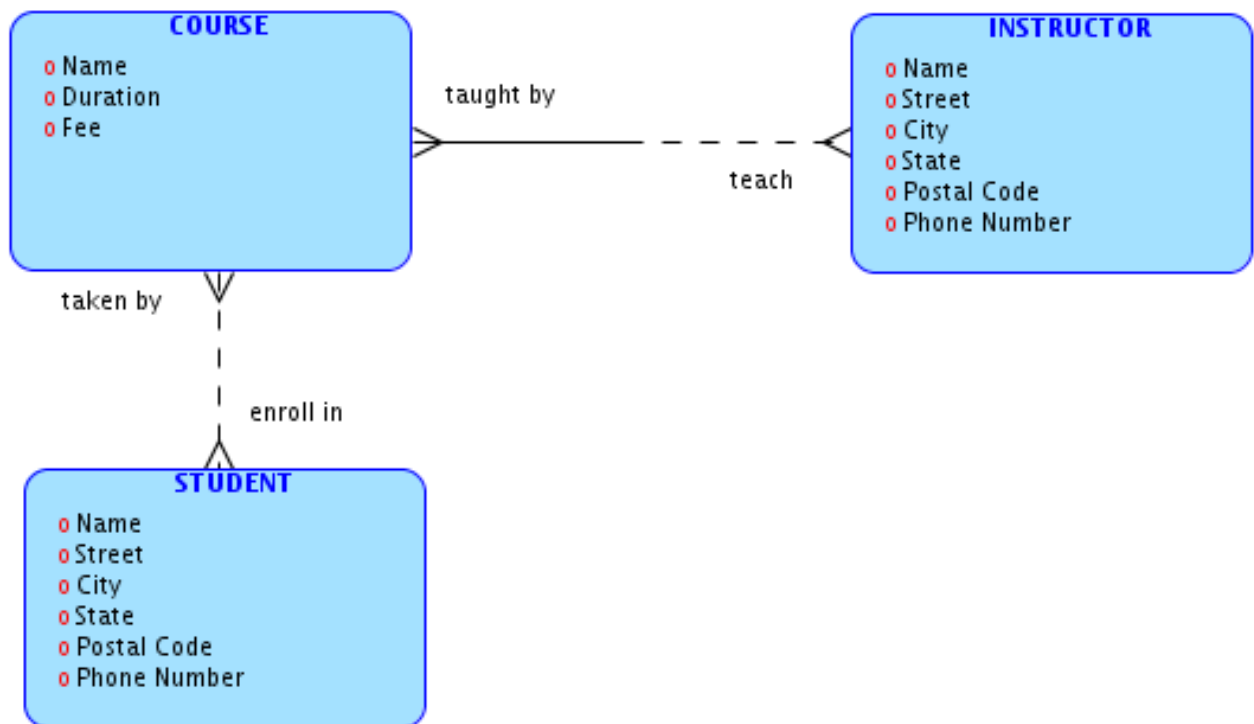 COURSE
o Name
o Duration
o Fee
taught by
teach
INSTRUCTOR
o Name
o Street
o City
o State
o Postal Code
o Phone Number
taken by
enroll in
STUDENT
o Name
o Street
o City
o State
o Postal Code
o Phone Number